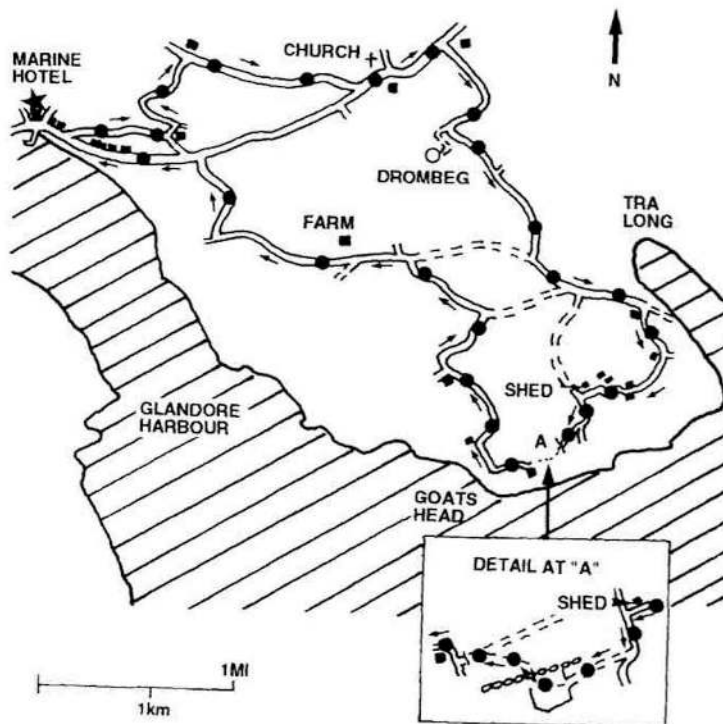 MARINE
HOTEL
CHURCH
N
DROMBEG
TRA
LONG
FARM
GLANDORE
HARBOUR
SHED
A
GOATS
HEAD
DETAIL AT "A"
SHED
1MI
1km